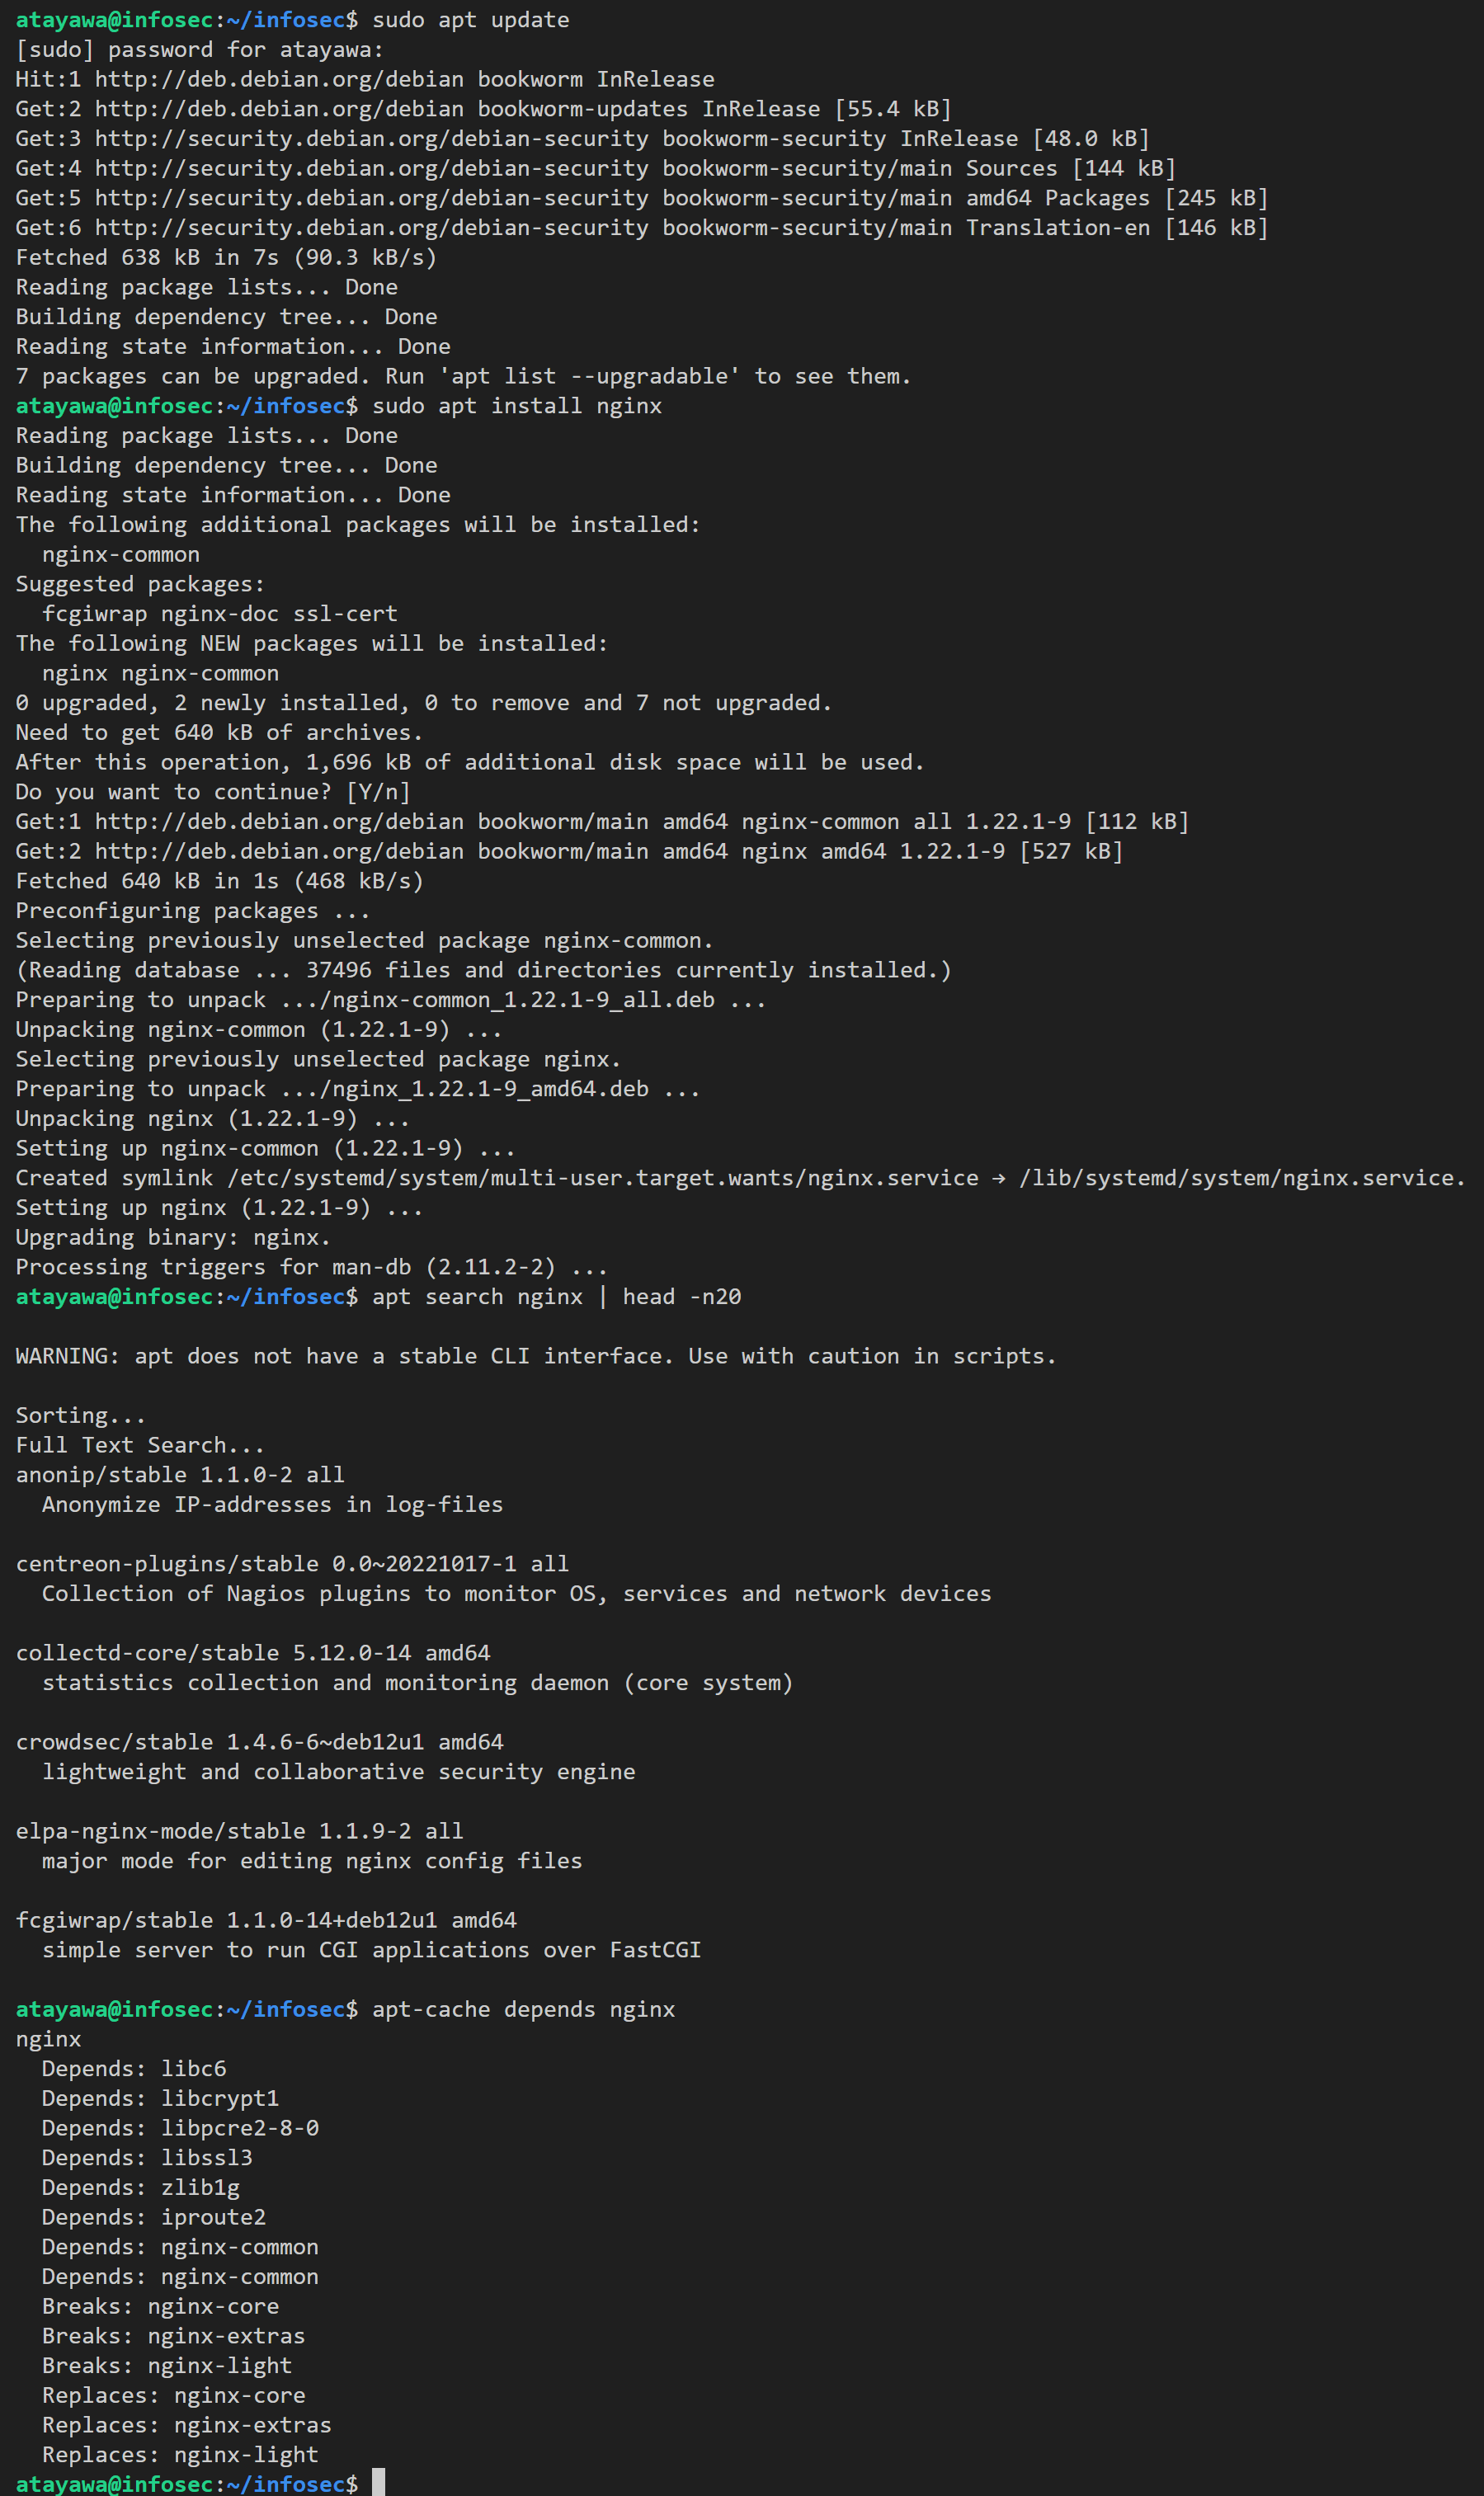 atayawa@infosec:~/infosec$ sudo apt update
[sudo] password for atayawa:
Hit:1 http://deb.debian.org/debian bookworm InRelease
Get:2 http://deb.debian.org/debian bookworm-updates InRelease [55.4 kB]
Get:3 http://security.debian.org/debian-security bookworm-security InRelease [48.0 kB]
Get:4 http://security.debian.org/debian-security bookworm-security/main Sources [144 kB]
Get:5 http://security.debian.org/debian-security bookworm-security/main amd64 Packages [245 kB]
Get:6 http://security.debian.org/debian-security bookworm-security/main Translation-en [146 kB]
Fetched 638 kB in 7s (90.3 kB/s)
Reading package lists... Done
Building dependency tree... Done
Reading state information... Done
7 packages can be upgraded. Run 'apt list --upgradable' to see them.
atayawa@infosec:~/infosec$ sudo apt install nginx
Reading package lists... Done
Building dependency tree... Done
Reading state information... Done
The following additional packages will be installed:
  nginx-common
Suggested packages:
  fcgiwrap nginx-doc ssl-cert
The following NEW packages will be installed:
  nginx nginx-common
0 upgraded, 2 newly installed, 0 to remove and 7 not upgraded.
Need to get 640 kB of archives.
After this operation, 1,696 kB of additional disk space will be used.
Do you want to continue? [Y/n]
Get:1 http://deb.debian.org/debian bookworm/main amd64 nginx-common all 1.22.1-9 [112 kB]
Get:2 http://deb.debian.org/debian bookworm/main amd64 nginx amd64 1.22.1-9 [527 kB]
Fetched 640 kB in 1s (468 kB/s)
Preconfiguring packages ...
Selecting previously unselected package nginx-common.
(Reading database ... 37496 files and directories currently installed.)
Preparing to unpack .../nginx-common_1.22.1-9_all.deb ...
Unpacking nginx-common (1.22.1-9) ...
Selecting previously unselected package nginx.
Preparing to unpack .../nginx_1.22.1-9_amd64.deb ...
Unpacking nginx (1.22.1-9) ...
Setting up nginx-common (1.22.1-9) ...
Created symlink /etc/systemd/system/multi-user.target.wants/nginx.service → /lib/systemd/system/nginx.service.
Setting up nginx (1.22.1-9) ...
Upgrading binary: nginx.
Processing triggers for man-db (2.11.2-2) ...
atayawa@infosec:~/infosec$ apt search nginx | head -n20

WARNING: apt does not have a stable CLI interface. Use with caution in scripts.

Sorting...
Full Text Search...
anonip/stable 1.1.0-2 all
  Anonymize IP-addresses in log-files

centreon-plugins/stable 0.0~20221017-1 all
  Collection of Nagios plugins to monitor OS, services and network devices

collectd-core/stable 5.12.0-14 amd64
  statistics collection and monitoring daemon (core system)

crowdsec/stable 1.4.6-6~deb12u1 amd64
  lightweight and collaborative security engine

elpa-nginx-mode/stable 1.1.9-2 all
  major mode for editing nginx config files

fcgiwrap/stable 1.1.0-14+deb12u1 amd64
  simple server to run CGI applications over FastCGI

atayawa@infosec:~/infosec$ apt-cache depends nginx
nginx
  Depends: libc6
  Depends: libcrypt1
  Depends: libpcre2-8-0
  Depends: libssl3
  Depends: zlib1g
  Depends: iproute2
  Depends: nginx-common
  Depends: nginx-common
  Breaks: nginx-core
  Breaks: nginx-extras
  Breaks: nginx-light
  Replaces: nginx-core
  Replaces: nginx-extras
  Replaces: nginx-light
atayawa@infosec:~/infosec$